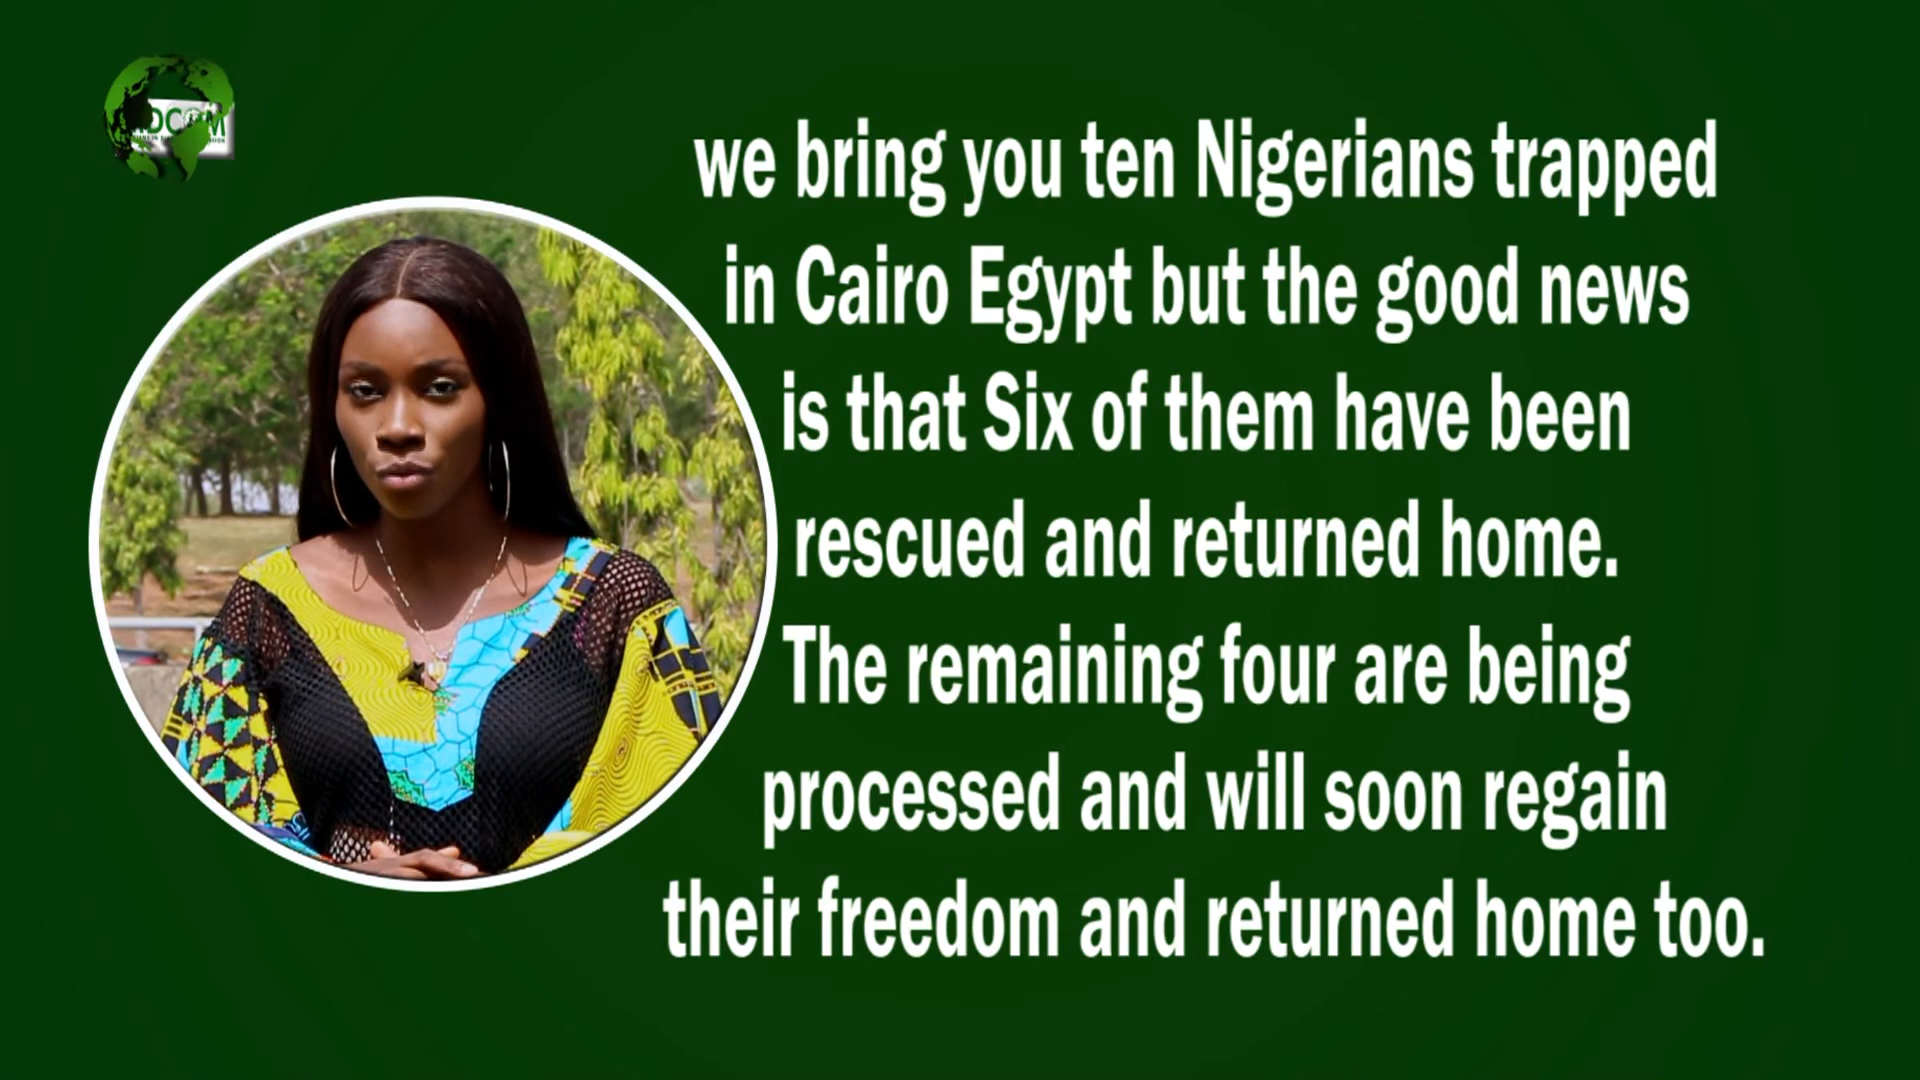 we bring you ten Nigerians trapped
in Cairo Egypt but the good news
is that Six of them have been
rescued and returned home.
The remaining four are being
processed and will soon regain
their freedom and returned home too.